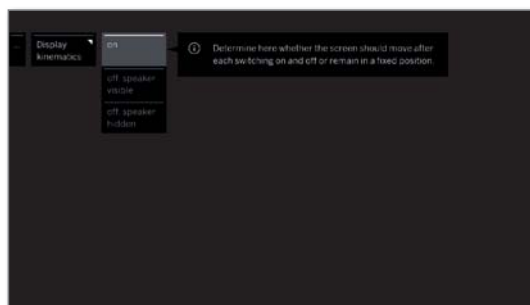 Display
kinematics
on
Determine here whether the screen should move after
each switching on and off or remain in a fixed position.
off: speaker
visible
off: speaker
hidden